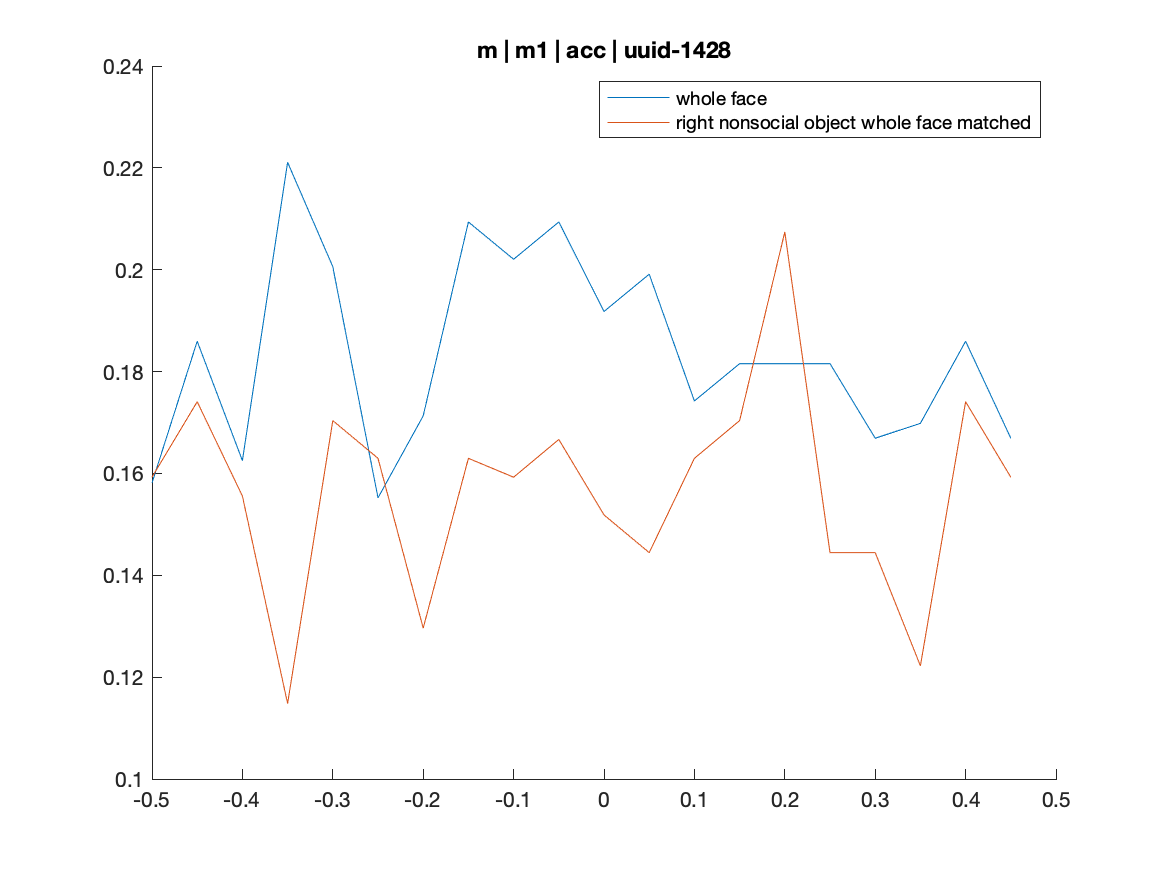 m | m1 | acc | uuid-1428
whole face
right nonsocial object whole face matched
0.24
0.22
0.2
0.18
0.16
0.14
0.12
0.1
-0.5 -0.4 -0.3 -0.2 -0.1 0 0.1 0.2 0.3 0.4 0.5